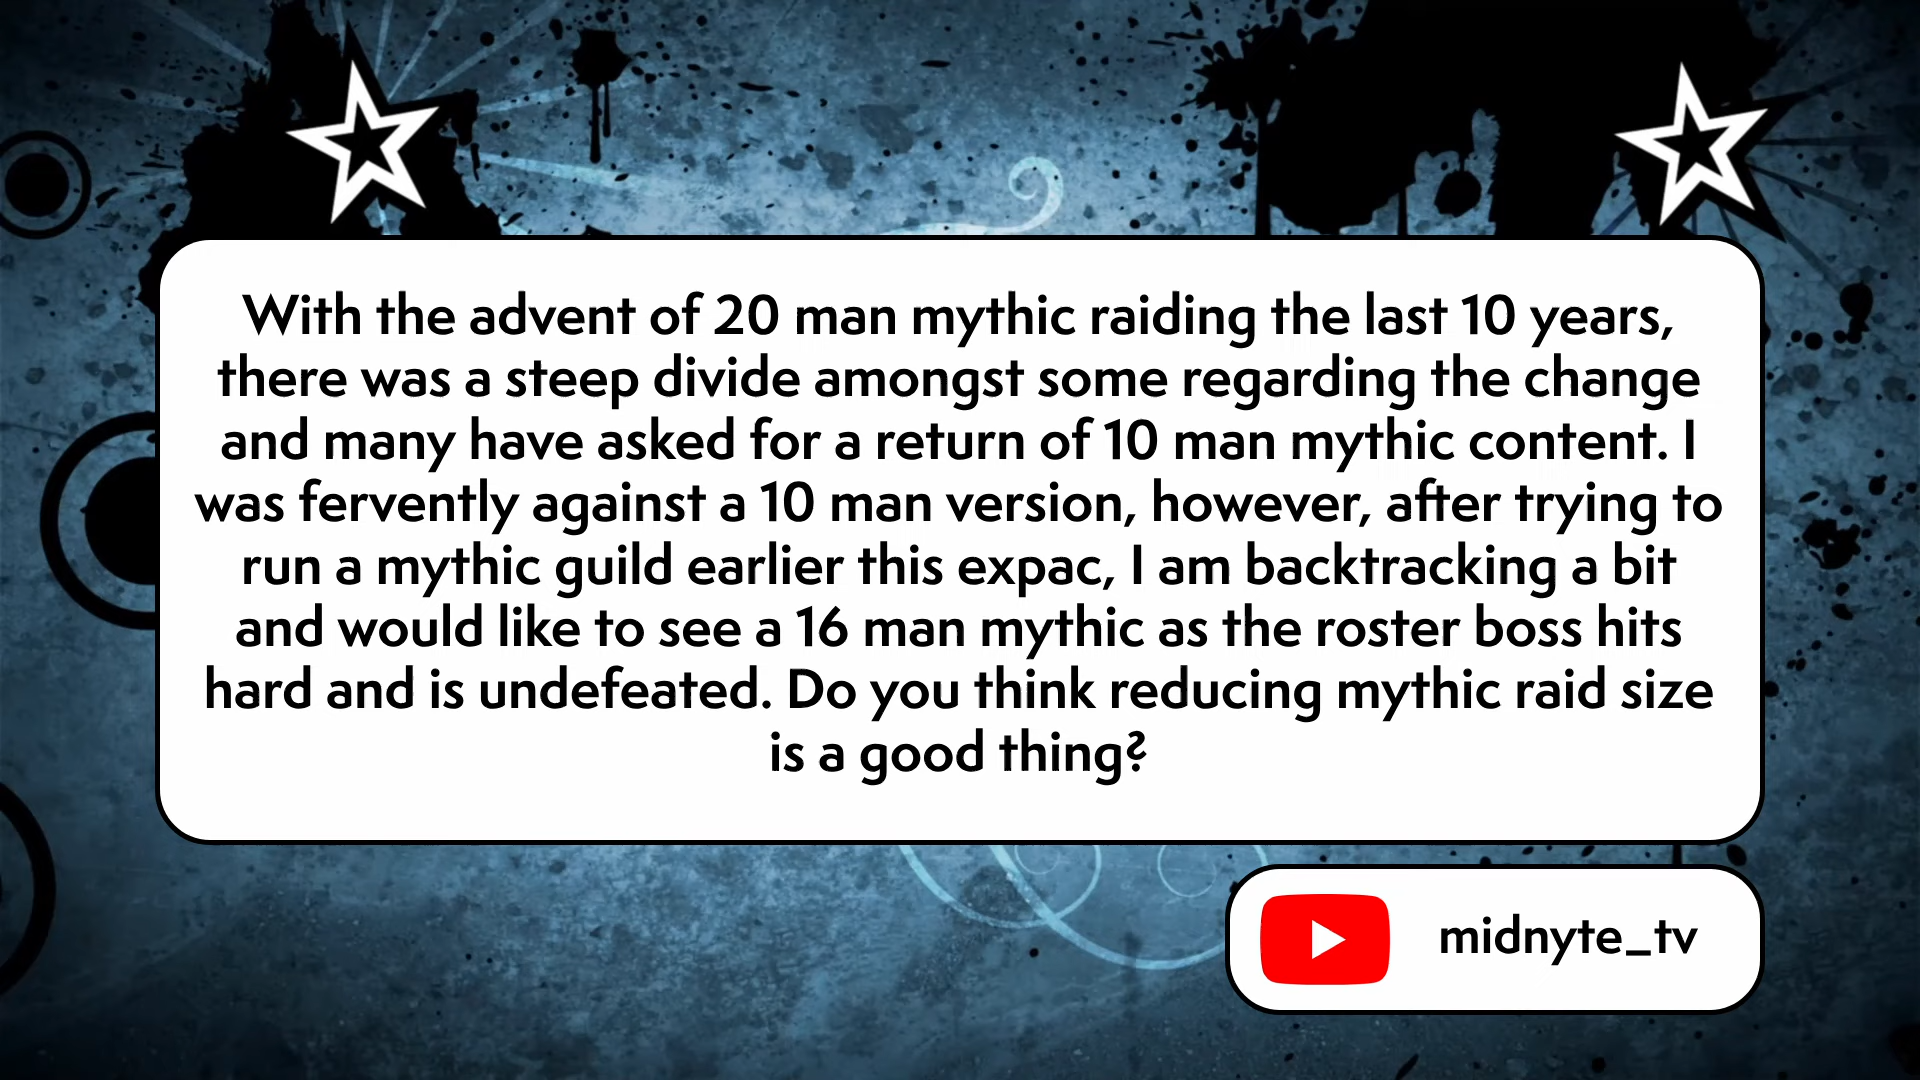 With the advent of 20 man mythic raiding the last 10 years,
there was a steep divide amongst some regarding the change
and many have asked for a return of 10 man mythic content. I
was fervently against a 10 man version, however, after trying to
run a mythic guild earlier this expac, I am backtracking a bit
and would like to see a 16 man mythic as the roster boss hits
hard and is undefeated. Do you think reducing mythic raid size
is a good thing?
midnyte_tv